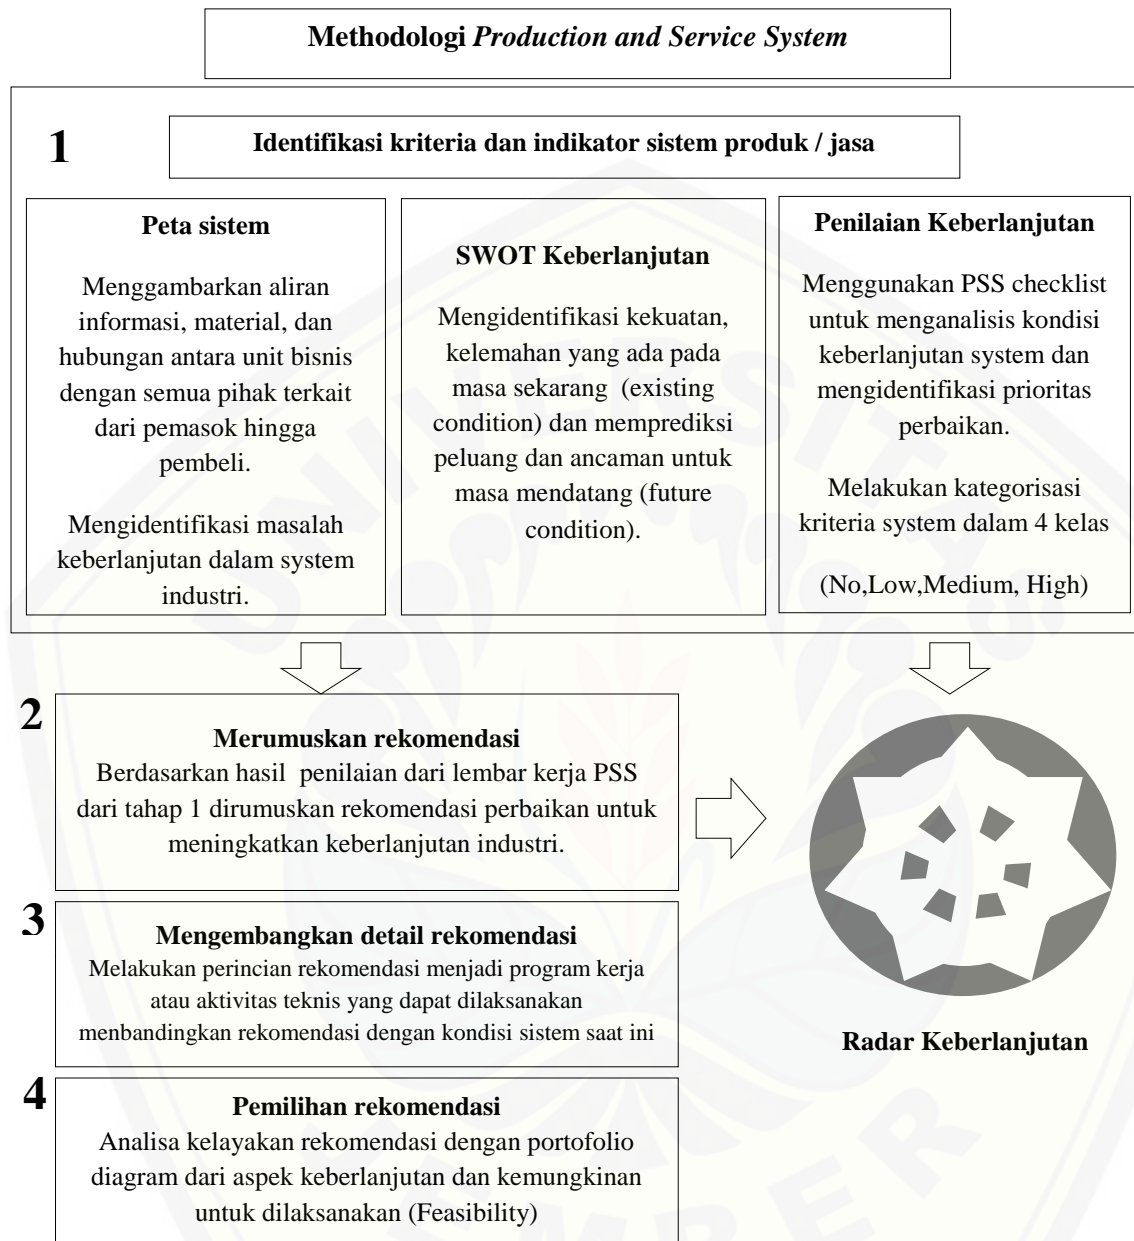 Methodologi Production and Service System
1
Identifikasi kriteria dan indikator sistem produk / jasa
Peta sistem
Menggambarkan aliran
informasi, material, dan
hubungan antara unit bisnis
dengan semua pihak terkait
dari pemasok hingga
pembeli.
Mengidentifikasi masalah
keberlanjutan dalam system
industri.
SWOT Keberlanjutan
Mengidentifikasi kekuatan,
kelemahan yang ada pada
masa sekarang (existing
condition) dan memprediksi
peluang dan ancaman untuk
masa mendatang (future
condition).
Penilaian Keberlanjutan
Menggunakan PSS checklist
untuk menganalisis kondisi
keberlanjutan system dan
mengidentifikasi prioritas
perbaikan.
Melakukan kategorisasi
kriteria system dalam 4 kelas
(No,Low,Medium, High)
2
Merumuskan rekomendasi
Berdasarkan hasil penilaian dari lembar kerja PSS
dari tahap 1 dirumuskan rekomendasi perbaikan untuk
meningkatkan keberlanjutan industri.
3
Mengembangkan detail rekomendasi
Melakukan perincian rekomendasi menjadi program kerja
atau aktivitas teknis yang dapat dilaksanakan
menbandingkan rekomendasi dengan kondisi sistem saat ini
Radar Keberlanjutan
4
Pemilihan rekomendasi
Analisa kelayakan rekomendasi dengan portofolio
diagram dari aspek keberlanjutan dan kemungkinan
untuk dilaksanakan (Feasibility)
UNIVERSITAS
JEMBER